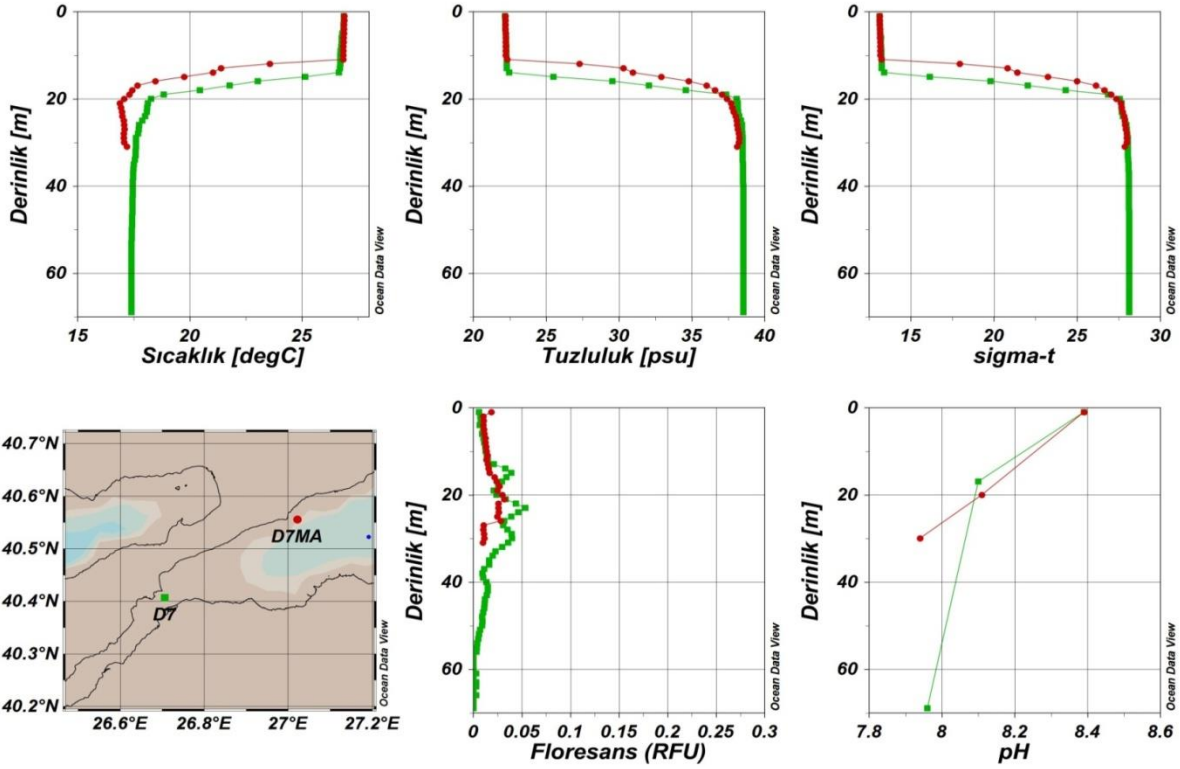 0
20
40
60
Derinlik [m]
15
20
25
Sıcaklık [degC]
Ocean Data View
0
20
40
60
Derinlik [m]
20
25
30
35
40
Tuzluluk [psu]
Ocean Data View
0
20
40
60
Derinlik [m]
15
20
25
30
sigma-t
Ocean Data View
40.7°N
40.6°N
40.5°N
40.4°N
40.3°N
40.2°N
D7MA
D7
26.6°E
26.8°E
27°E
27.2°E
Ocean Data View
0
20
40
60
Derinlik [m]
0
0.05
0.1
0.15
0.2
0.25
0.3
Floresans (RFU)
Ocean Data View
0
20
40
60
Derinlik [m]
7.8
8
8.2
8.4
8.6
pH
Ocean Data View